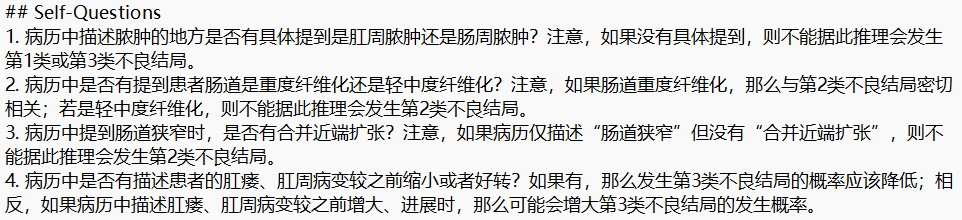 ## Self-Questions
1. 病历中描述脓肿的地方是否有具体提到是肛周脓肿还是肠周脓肿？注意，如果没有具体提到，则不能据此推理会发生
第1类或第3类不良结局。
2. 病历中是否有提到患者肠道是重度纤维化还是轻中度纤维化？注意，如果肠道重度纤维化，那么与第2类不良结局密切
相关；若是轻中度纤维化，则不能据此推理会发生第2类不良结局。
3. 病历中提到肠道狭窄时，是否有合并近端扩张？注意，如果病历仅描述“肠道狭窄”但没有“合并近端扩张”，则不
能据此推理会发生第2类不良结局。
4. 病历中是否有描述患者的肛瘘、肛周病变较之前缩小或者好转？如果有，那么发生第3类不良结局的概率应该降低；相
反，如果病历中描述肛瘘、肛周病变较之前增大、进展时，那么可能会增大第3类不良结局的发生概率。